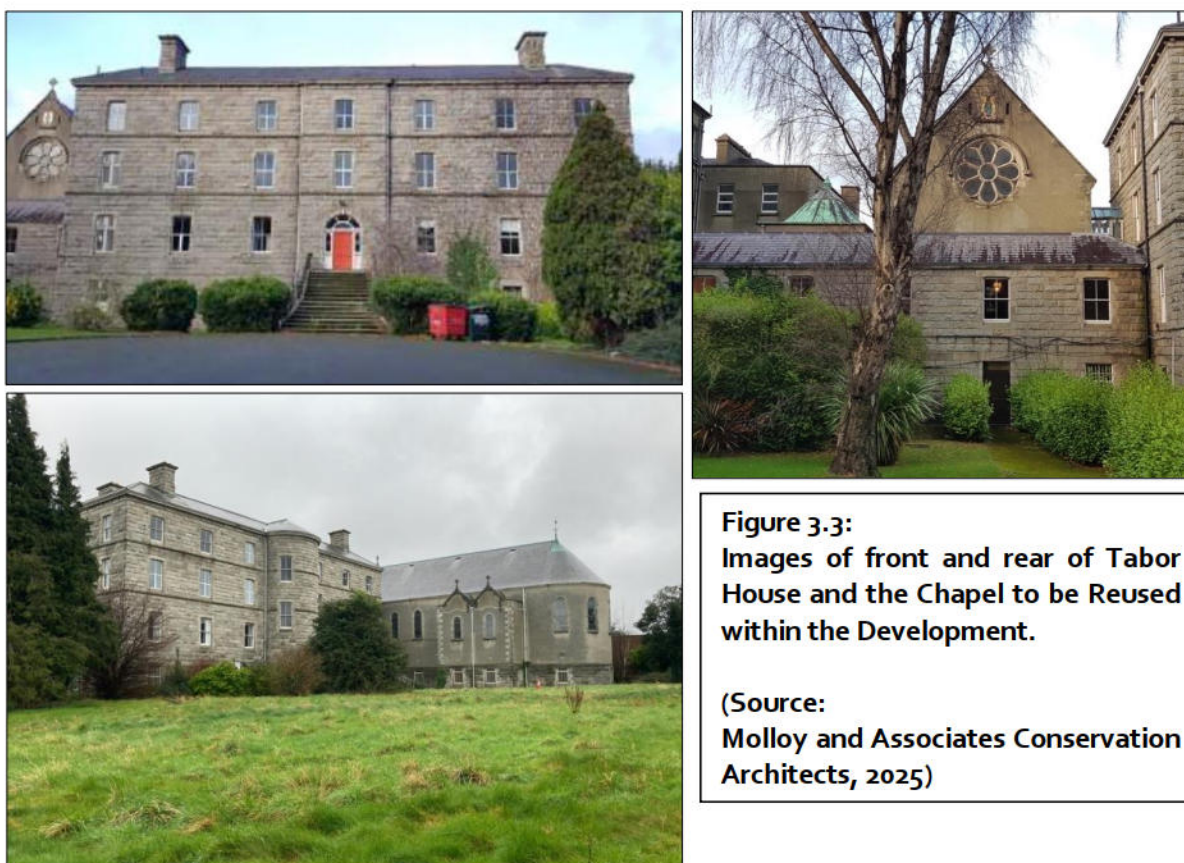 Figure 3.3:
Images of front and rear of Tabor
House and the Chapel to be Reused
within the Development.
(Source:
Molloy and Associates Conservation
Architects, 2025)